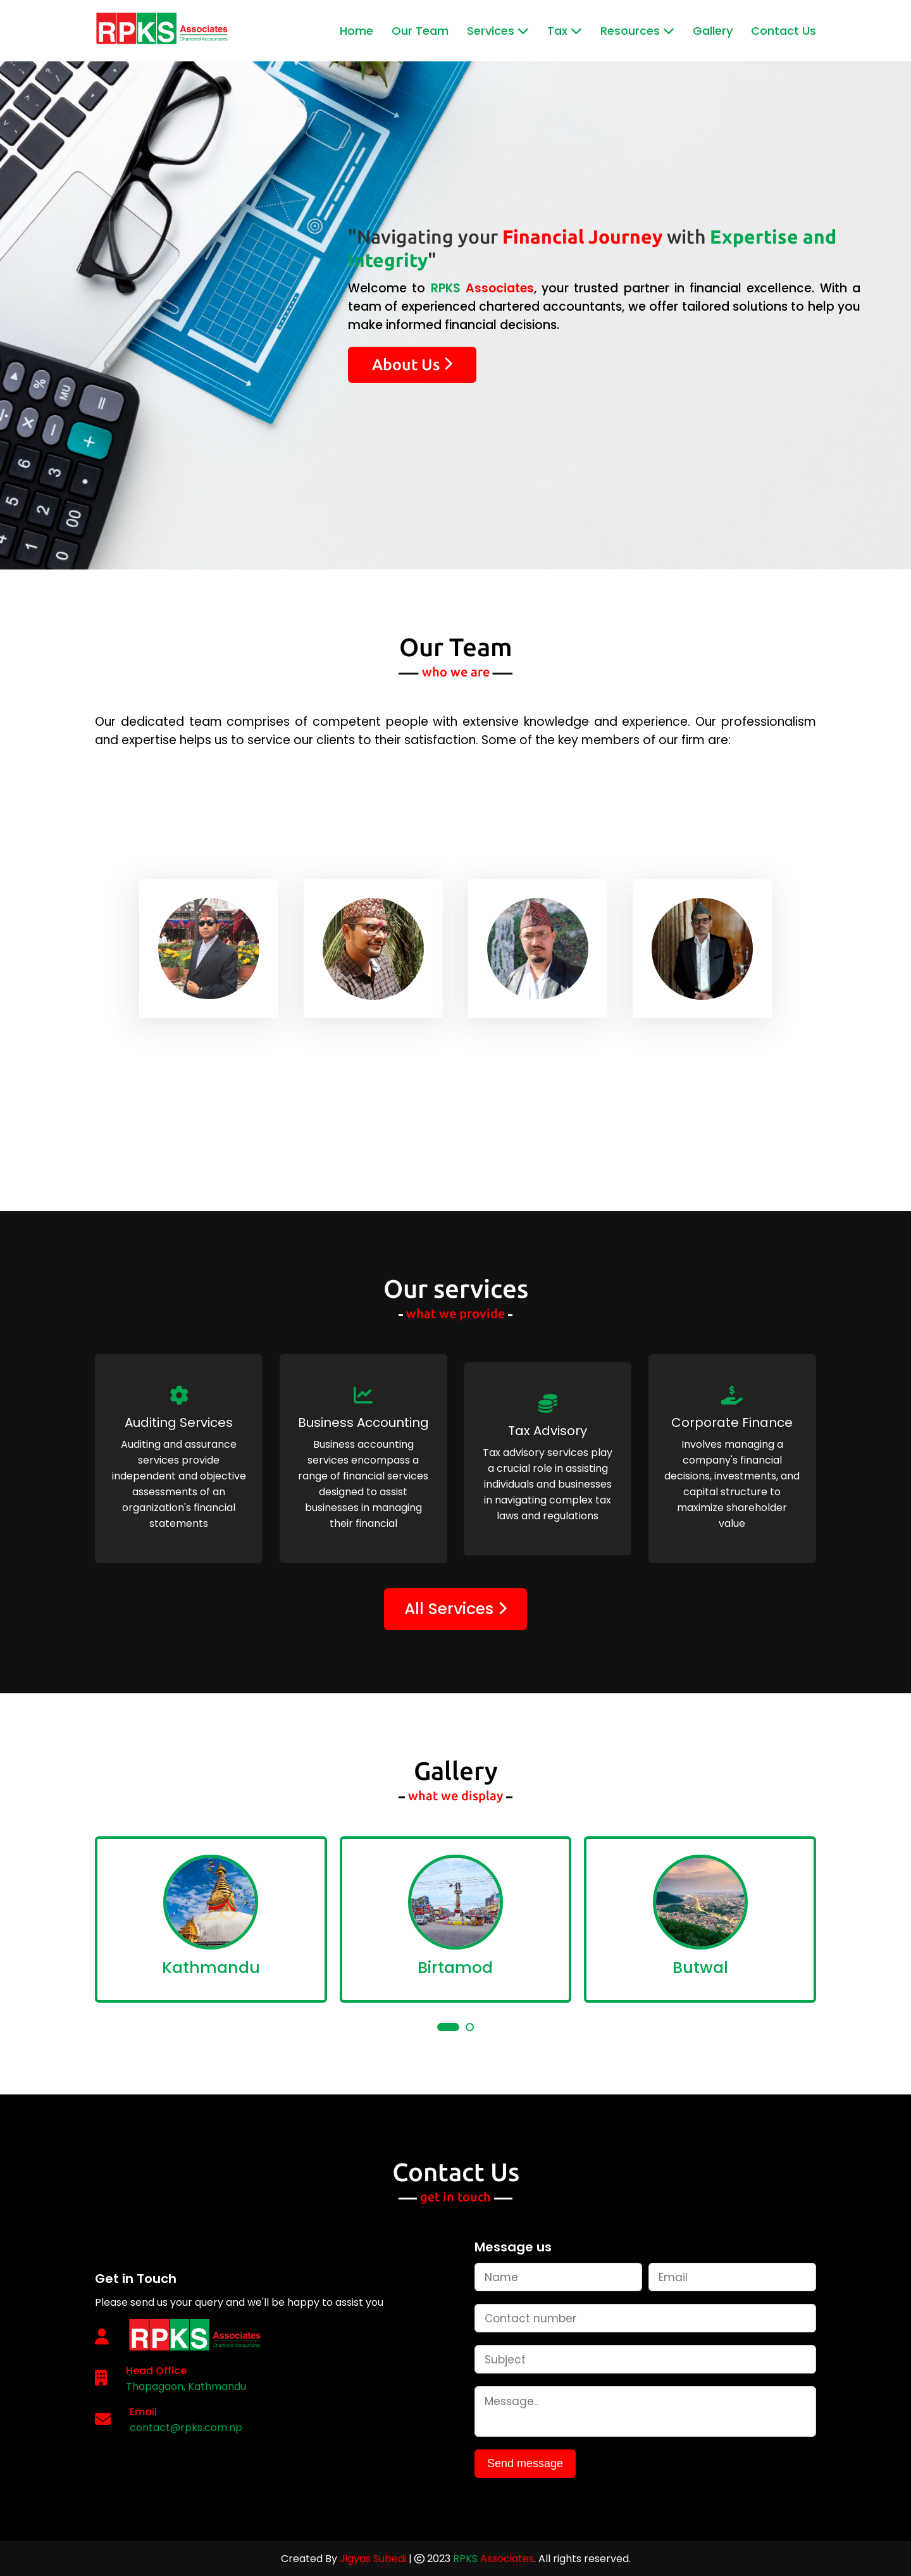 RPKS Associates
Chartered Accountants
Home Our Team Services Tax Resources Gallery Contact Us
"Navigating your Financial Journey with Expertise and
Integrity"
Welcome to RPKS Associates, your trusted partner in financial excellence. With a
team of experienced chartered accountants, we offer tailored solutions to help you
make informed financial decisions.
About Us
% MU
6 3
5 2 00
4 1 0
Our Team
who we are
Our dedicated team comprises of competent people with extensive knowledge and experience. Our professionalism
and expertise helps us to service our clients to their satisfaction. Some of the key members of our firm are:
Our services
what we provide
Auditing Services
Auditing and assurance
services provide
independent and objective
assessments of an
organization's financial
statements
Business Accounting
Business accounting
services encompass a
range of financial services
designed to assist
businesses in managing
their financial
Tax Advisory
Tax advisory services play
a crucial role in assisting
individuals and businesses
in navigating complex tax
laws and regulations
Corporate Finance
Involves managing a
company's financial
decisions, investments, and
capital structure to
maximize shareholder
value
All Services
Gallery
what we display
Kathmandu
Birtamod
Butwal
Contact Us
get in touch
Get in Touch
Please send us your query and we'll be happy to assist you
RPKS Associates
Chartered Accountants
Head Office
Thapagaon, Kathmandu
Email
contact@rpks.com.np
Message us
Name Email
Contact number
Subject
Message..
Send message
Created By Jigyas Subedi | © 2023 RPKS Associates. All rights reserved.